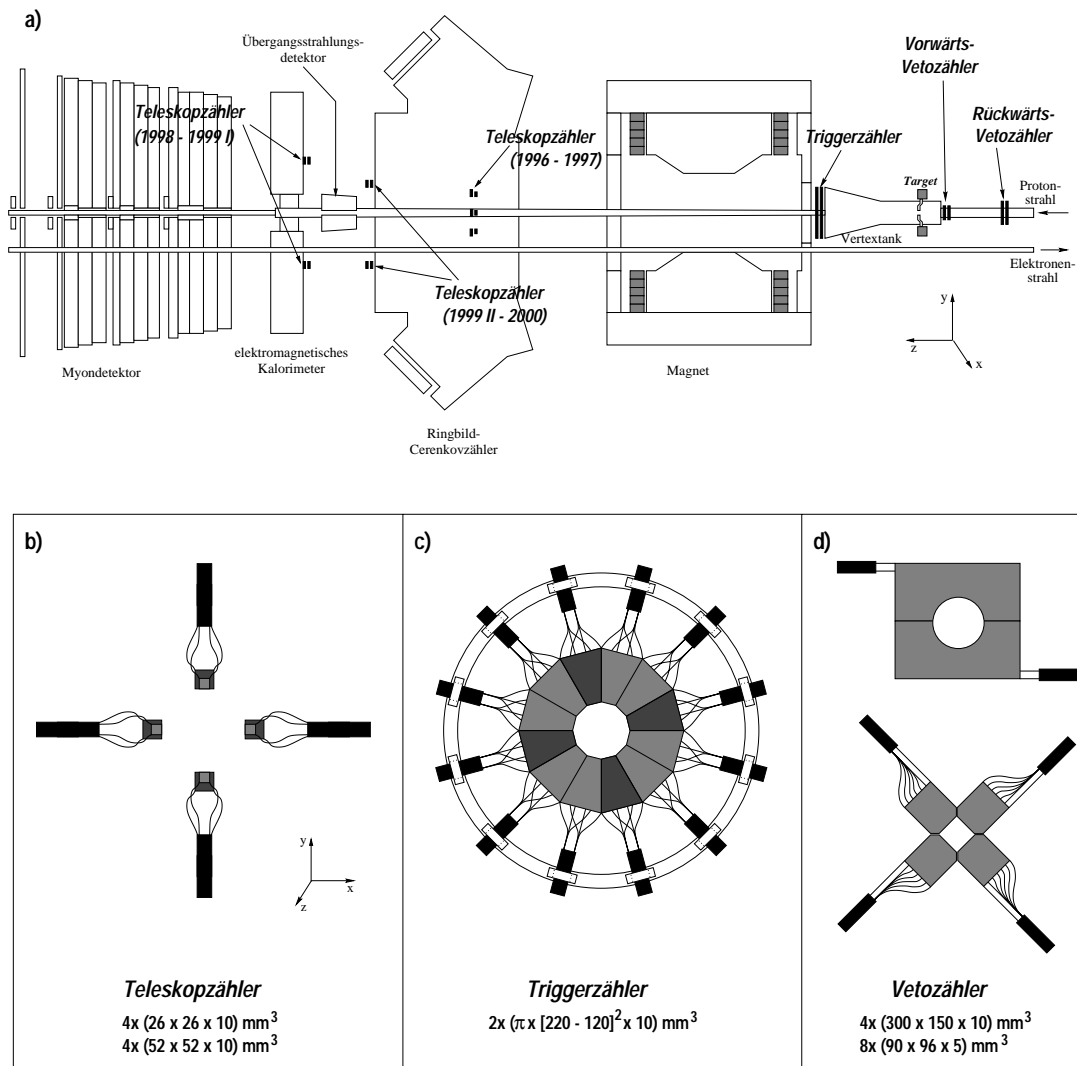 a)
Übergangsstrahlungs-
detektor
Teleskopzähler
(1998 - 1999 I)
Teleskopzähler
(1996 - 1997)
Teleskopzähler
(1999 II - 2000)
Triggerzähler
Vorwärts-
Vetozähler
Rückwärts-
Vetozähler
Target
Protonen-
strahl
Vertextank
Elektronen-
strahl
y
z
x
Myondetektor
elektromagnetisches
Kalorimeter
Ringbild-
Cerenkovzähler
Magnet
b)
y
x
z
Teleskopzähler
4x (26 x 26 x 10) mm³
4x (52 x 52 x 10) mm³
c)
Triggerzähler
2x (π x [220 - 120]² x 10) mm³
d)
Vetozähler
4x (300 x 150 x 10) mm³
8x (90 x 96 x 5) mm³